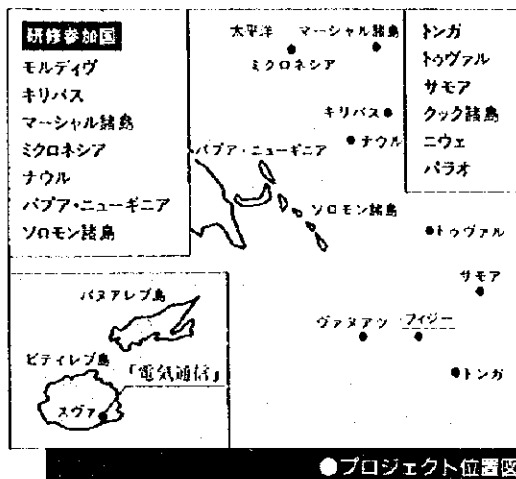 研修参加国
モルディヴ
キリバス
マーシャル諸島
ミクロネシア
ナウル
パプア・ニューギニア
ソロモン諸島
トンガ
トゥヴァル
サモア
クック諸島
ニウェ
パラオ
太平洋
マーシャル諸島
ミクロネシア
キリバス
ナウル
パプア・ニューギニア
ソロモン諸島
トゥヴァル
サモア
ヴァヌアツ
フィジー
トンガ
バヌアレブ島
ビティレブ島
「電気通信」
スヴァ
●プロジェクト位置図